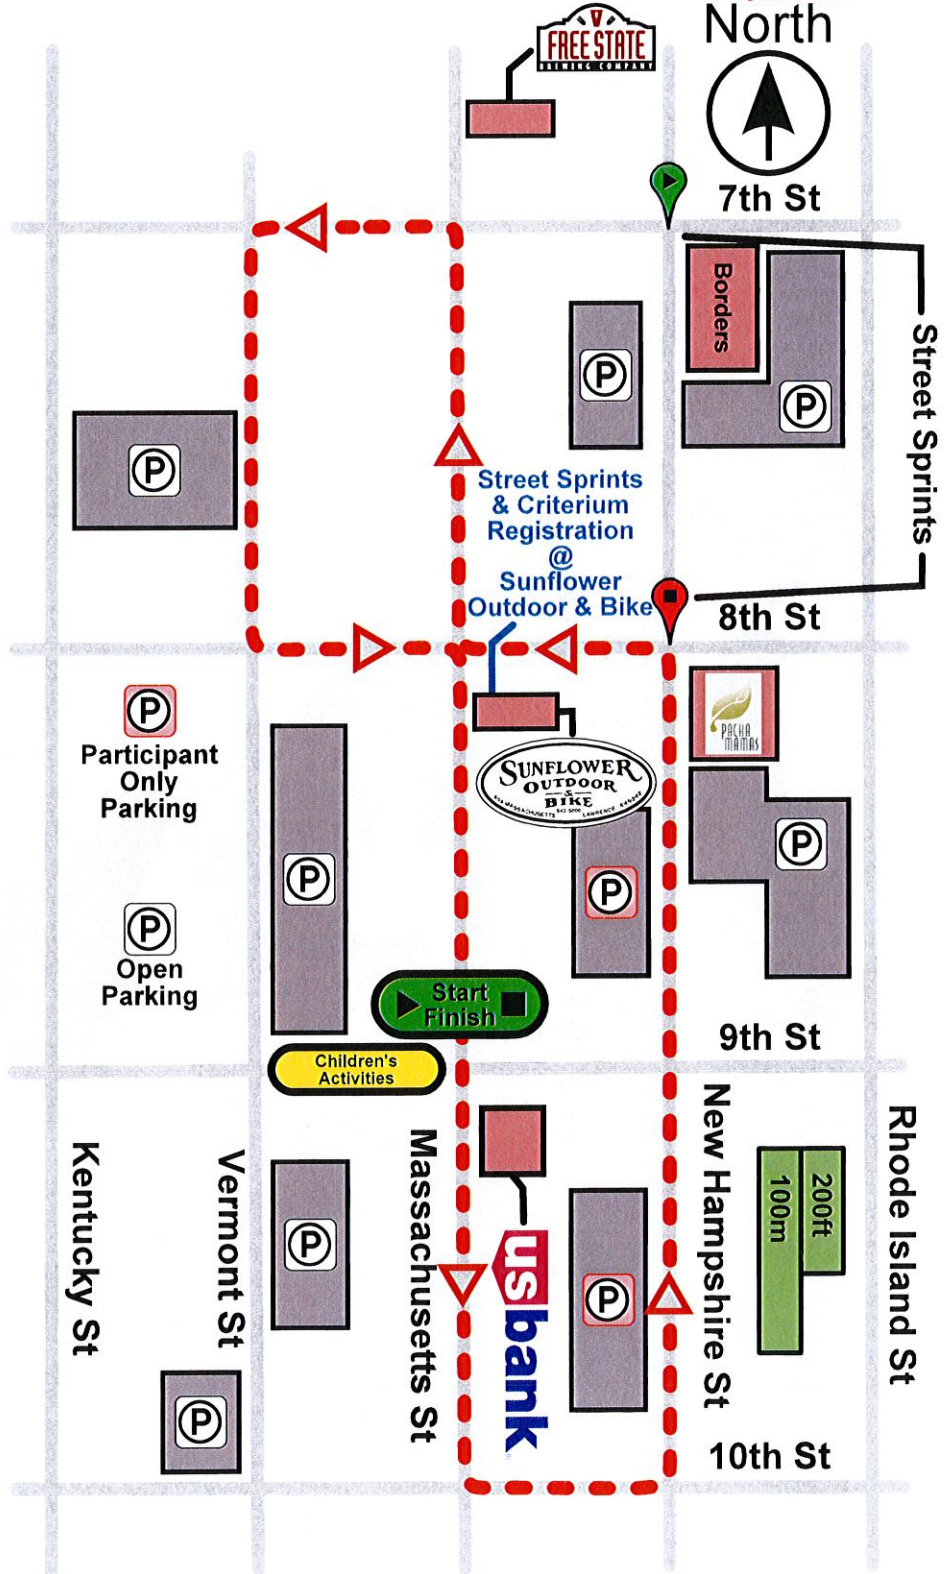 North
FREE STATE
BREWING COMPANY
7th St
Borders
P
P
Street Sprints
P
Street Sprints
& Criterium
Registration
@
Sunflower
Outdoor & Bike
8th St
P
Participant
Only
Parking
PACHA
MAMAS
SUNFLOWER
OUTDOOR
&
BIKE
P
P
P
P
Open
Parking
Start
Finish
9th St
Children's
Activities
Kentucky St
Vermont St
Massachusetts St
New Hampshire St
Rhode Island St
200ft
100m
P
us bank
P
P
10th St